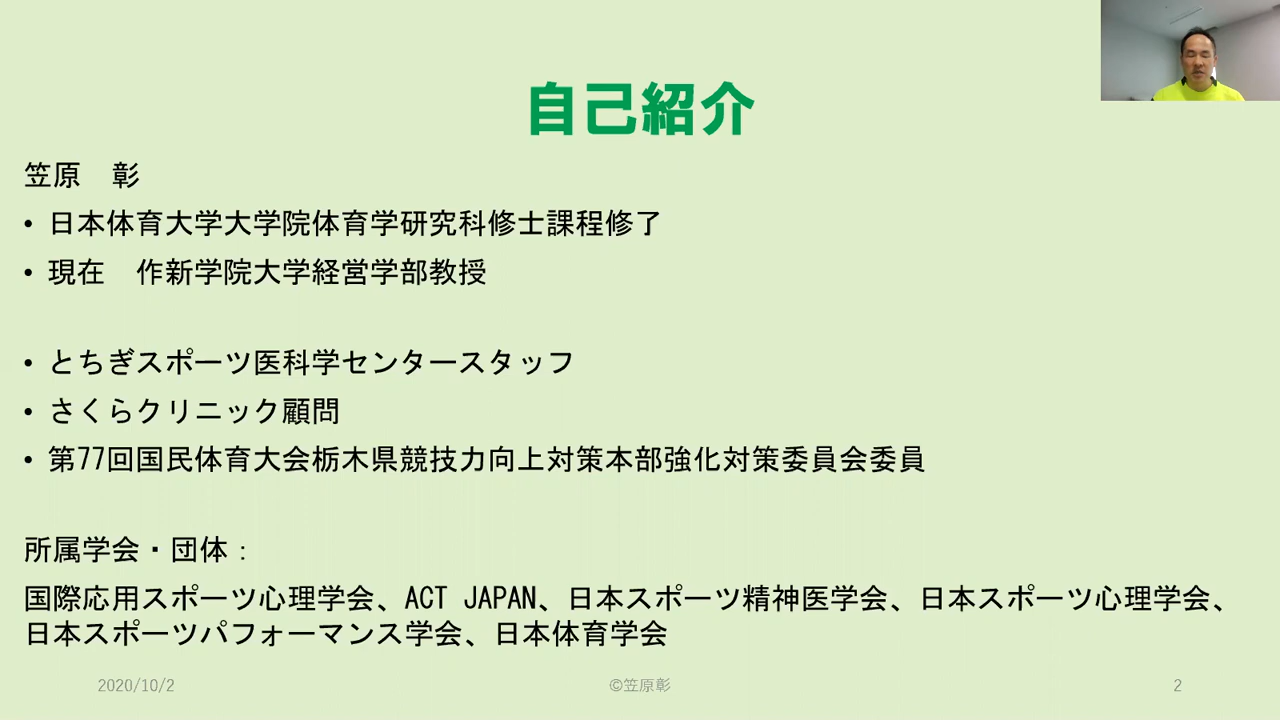 自己紹介
笠原　彰
• 日本体育大学大学院体育学研究科修士課程修了
• 現在　作新学院大学経営学部教授
• とちぎスポーツ医科学センタースタッフ
• さくらクリニック顧問
• 第77回国民体育大会栃木県競技力向上対策本部強化対策委員会委員
所属学会・団体：
国際応用スポーツ心理学会、ACT JAPAN、日本スポーツ精神医学会、日本スポーツ心理学会、
日本スポーツパフォーマンス学会、日本体育学会
2020/10/2
©笠原彰
2